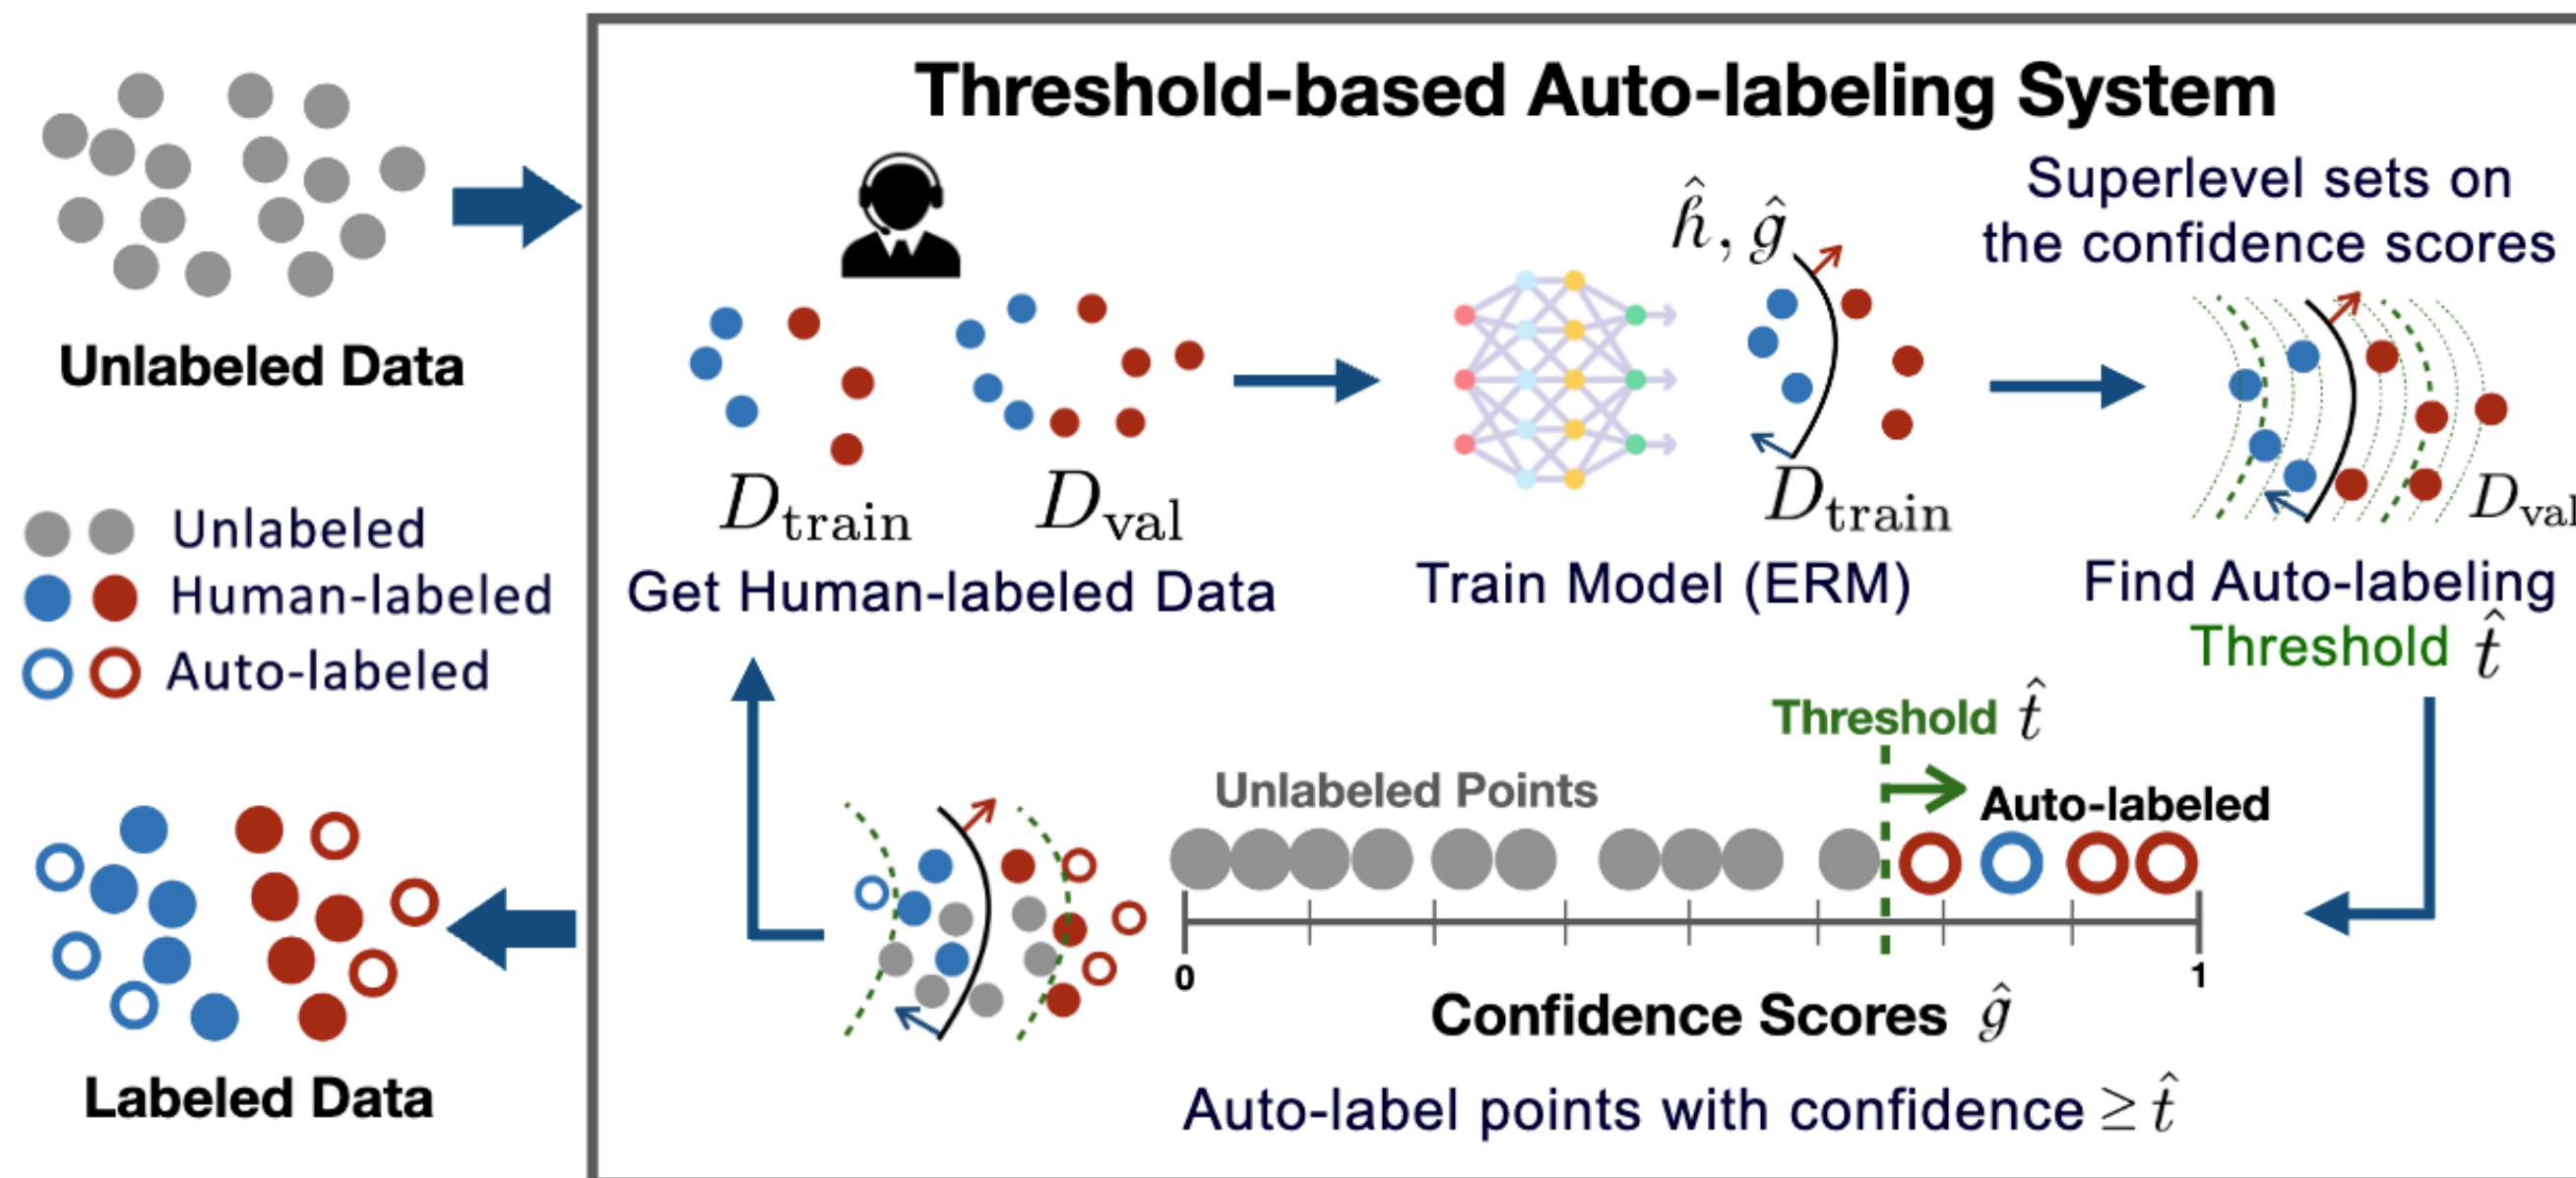 Threshold-based Auto-labeling System
Unlabeled Data
Unlabeled
Human-labeled
Auto-labeled
Labeled Data
D_train
D_val
Get Human-labeled Data
ĥ, ĝ
D_train
Train Model (ERM)
Superlevel sets on
the confidence scores
D_val
Find Auto-labeling
Threshold t̂
Threshold t̂
Unlabeled Points
Auto-labeled
0
1
Confidence Scores ĝ
Auto-label points with confidence ≥ t̂